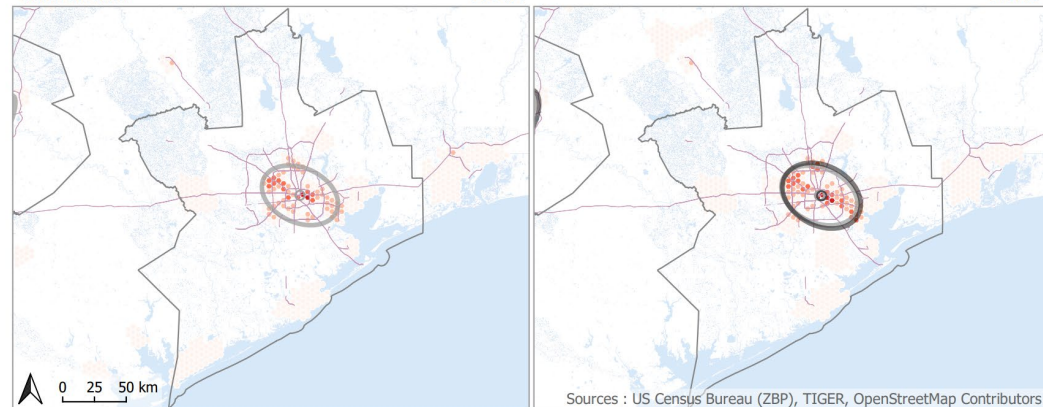 0 25 50 km
Sources : US Census Bureau (ZBP), TIGER, OpenStreetMap Contributors